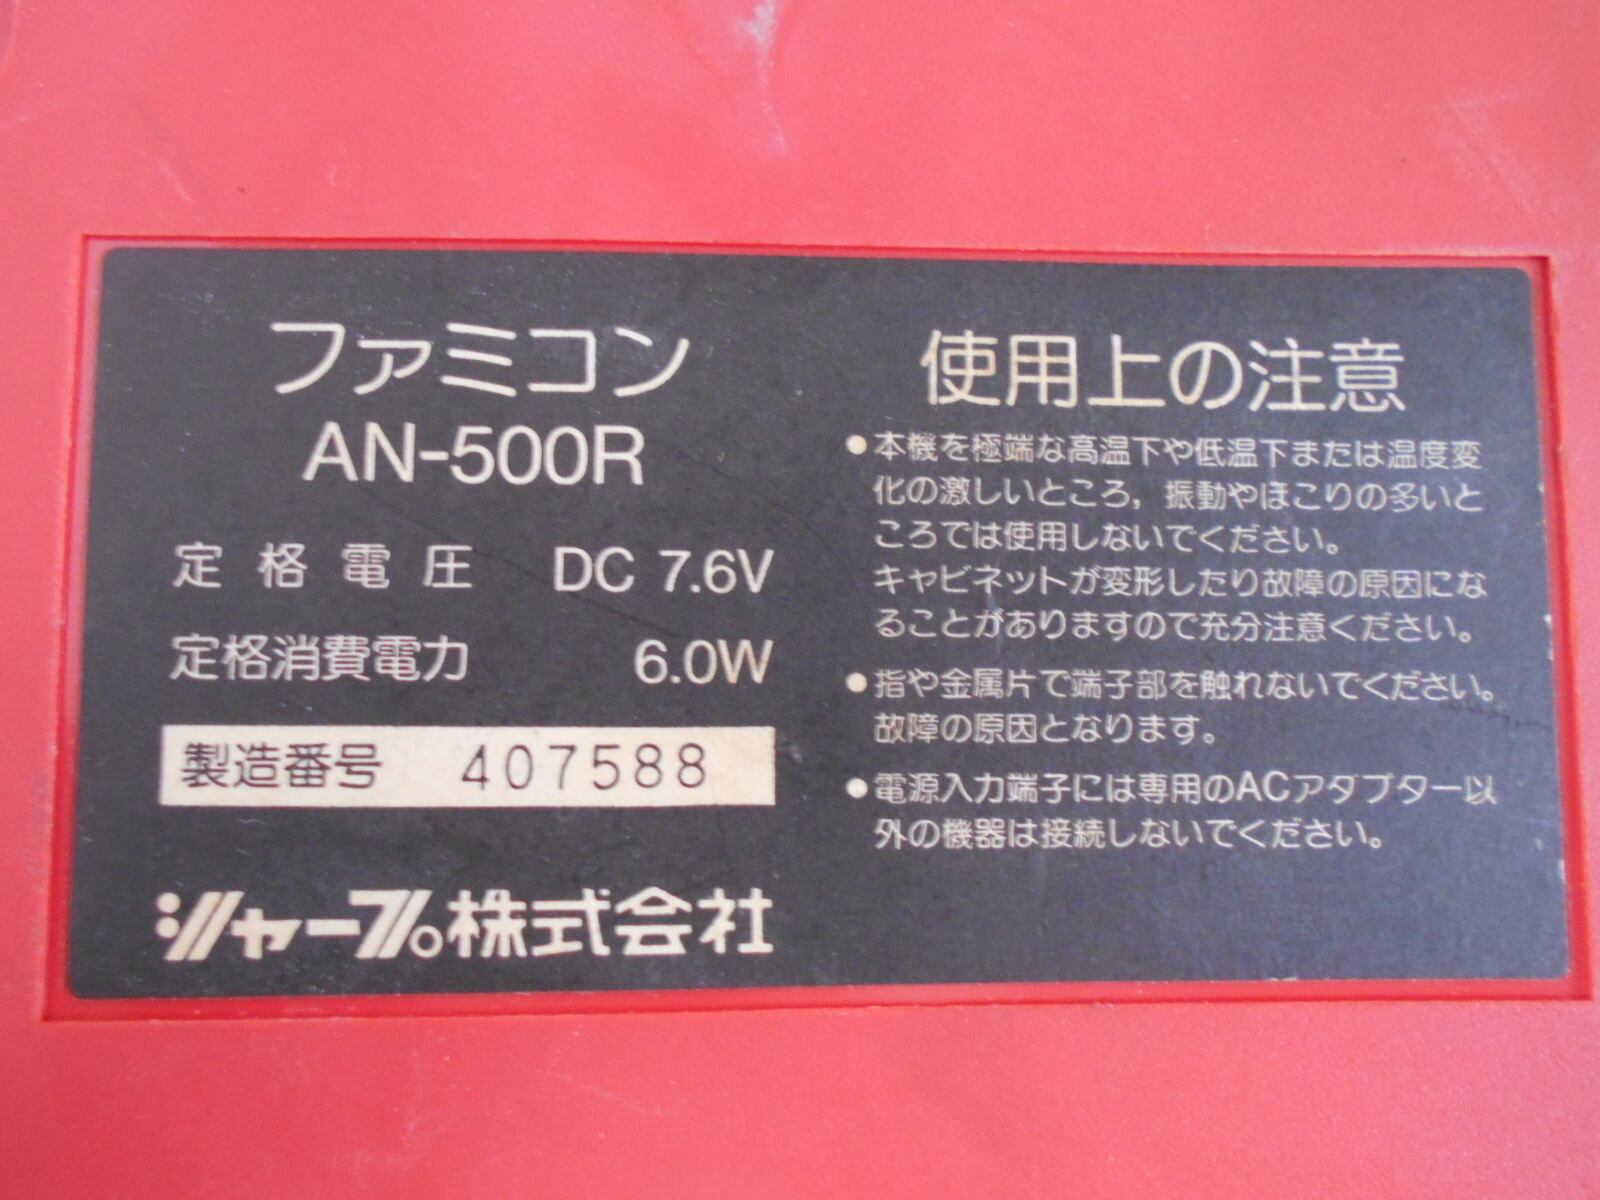 ファミコン
AN-500R
定格電圧 DC 7.6V
定格消費電力 6.0W
製造番号 407588
シャープ株式会社
使用上の注意
●本機を極端な高温下や低温下または温度変
化の激しいところ，振動やほこりの多いと
ころでは使用しないでください。
キャビネットが変形したり故障の原因にな
ることがありますので充分注意ください。
●指や金属片で端子部を触れないでください。
故障の原因となります。
●電源入力端子には専用のACアダプター以
外の機器は接続しないでください。